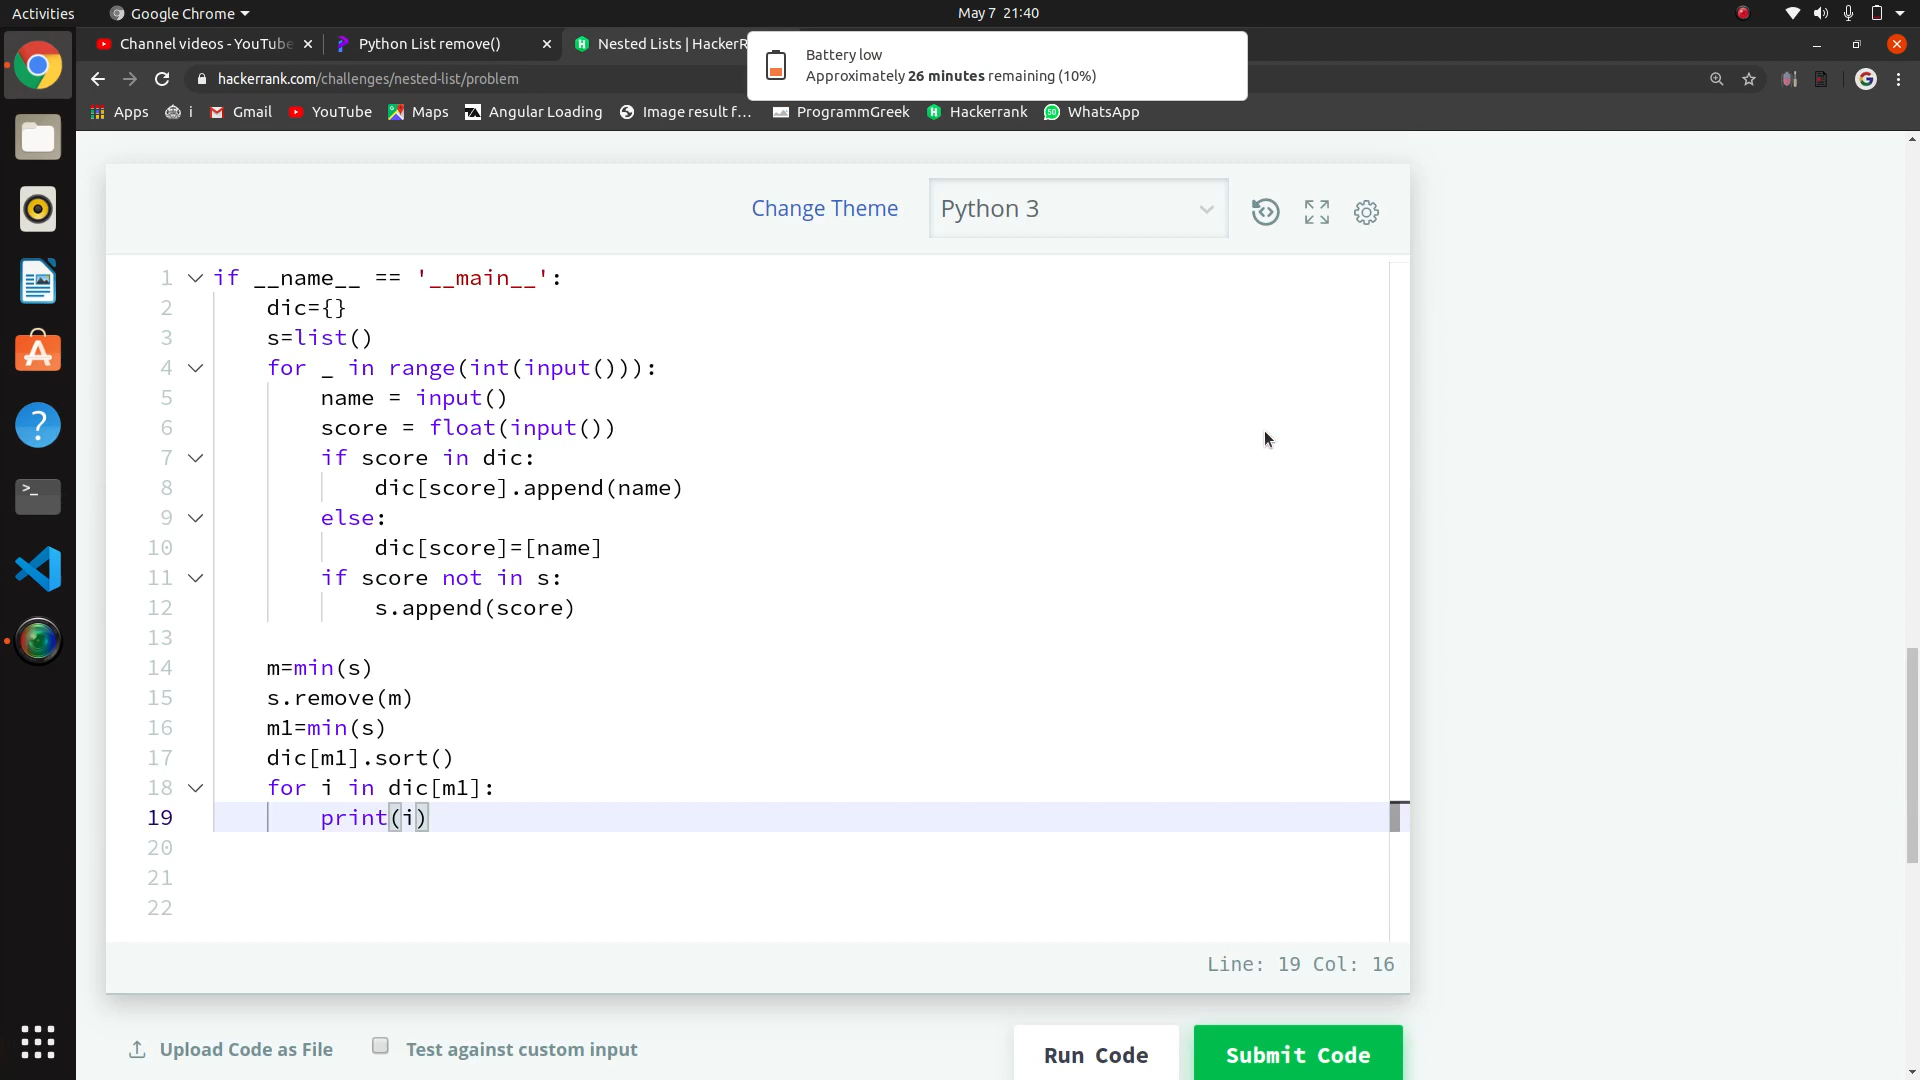 Activities
Google Chrome
May 7 21:40
Channel videos - YouTube
Python List remove()
Nested Lists | HackerR
Battery low
Approximately 26 minutes remaining (10%)
hackerrank.com/challenges/nested-list/problem
Apps
i
Gmail
YouTube
Maps
Angular Loading
Image result f...
ProgrammGreek
Hackerrank
WhatsApp
Change Theme
Python 3
1 if __name__ == '__main__':
2     dic={}
3     s=list()
4     for _ in range(int(input())):
5         name = input()
6         score = float(input())
7         if score in dic:
8             dic[score].append(name)
9         else:
10             dic[score]=[name]
11         if score not in s:
12             s.append(score)
13
14     m=min(s)
15     s.remove(m)
16     m1=min(s)
17     dic[m1].sort()
18     for i in dic[m1]:
19         print(i)
20
21
22
Line: 19 Col: 16
Upload Code as File
Test against custom input
Run Code
Submit Code